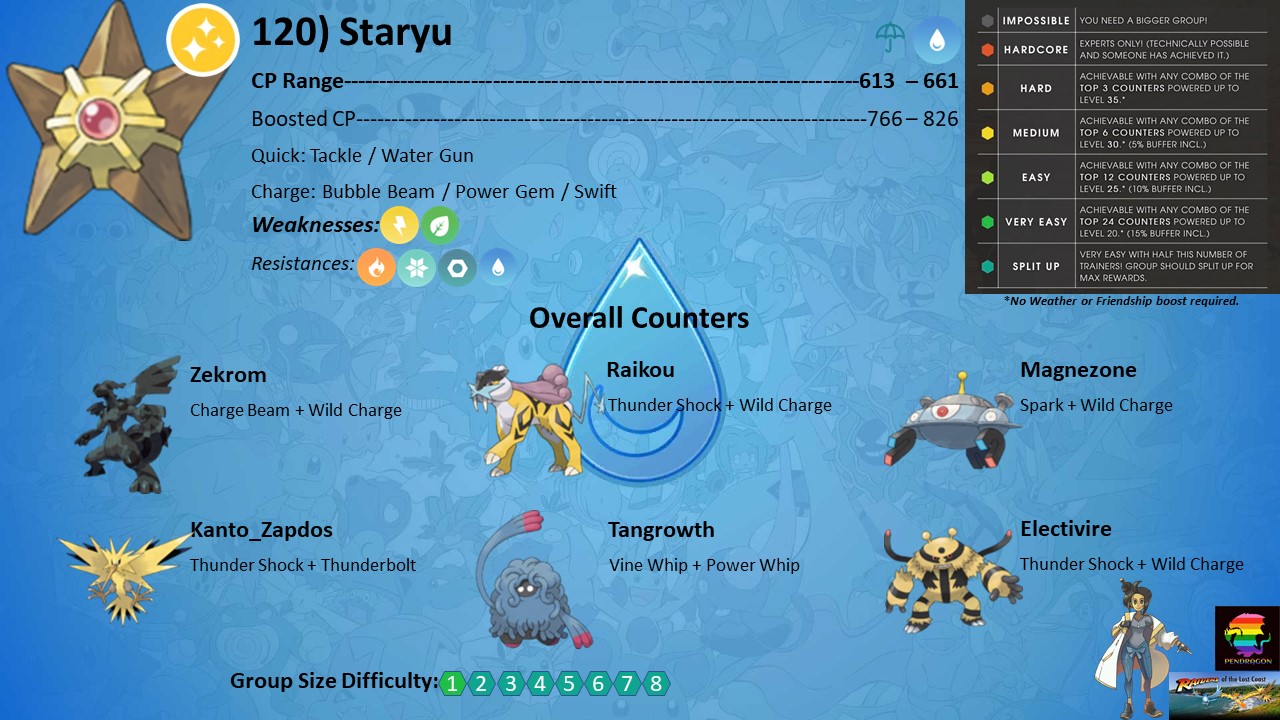 120) Staryu
CP Range---613 – 661
Boosted CP---766 – 826
Quick: Tackle / Water Gun
Charge: Bubble Beam / Power Gem / Swift
Weaknesses:
Resistances:
IMPOSSIBLE YOU NEED A BIGGER GROUP!
HARDCORE EXPERTS ONLY! (TECHNICALLY POSSIBLE
AND SOMEONE HAS ACHIEVED IT.)
HARD ACHIEVABLE WITH ANY COMBO OF THE
TOP 3 COUNTERS POWERED UP TO
LEVEL 35.*
MEDIUM ACHIEVABLE WITH ANY COMBO OF THE
TOP 6 COUNTERS POWERED UP TO
LEVEL 30.* (5% BUFFER INCL.)
EASY ACHIEVABLE WITH ANY COMBO OF THE
TOP 12 COUNTERS POWERED UP TO
LEVEL 25.* (10% BUFFER INCL.)
VERY EASY ACHIEVABLE WITH ANY COMBO OF THE
TOP 24 COUNTERS POWERED UP TO
LEVEL 20.* (15% BUFFER INCL.)
SPLIT UP VERY EASY WITH HALF THIS NUMBER OF
TRAINERS! GROUP SHOULD SPLIT UP FOR
MAX REWARDS.
*No Weather or Friendship boost required.
Overall Counters
Zekrom
Charge Beam + Wild Charge
Raikou
Thunder Shock + Wild Charge
Magnezone
Spark + Wild Charge
Kanto_Zapdos
Thunder Shock + Thunderbolt
Tangrowth
Vine Whip + Power Whip
Electivire
Thunder Shock + Wild Charge
Group Size Difficulty: 1 2 3 4 5 6 7 8
PENDRAGON
RAIDERS of the Lost Coast